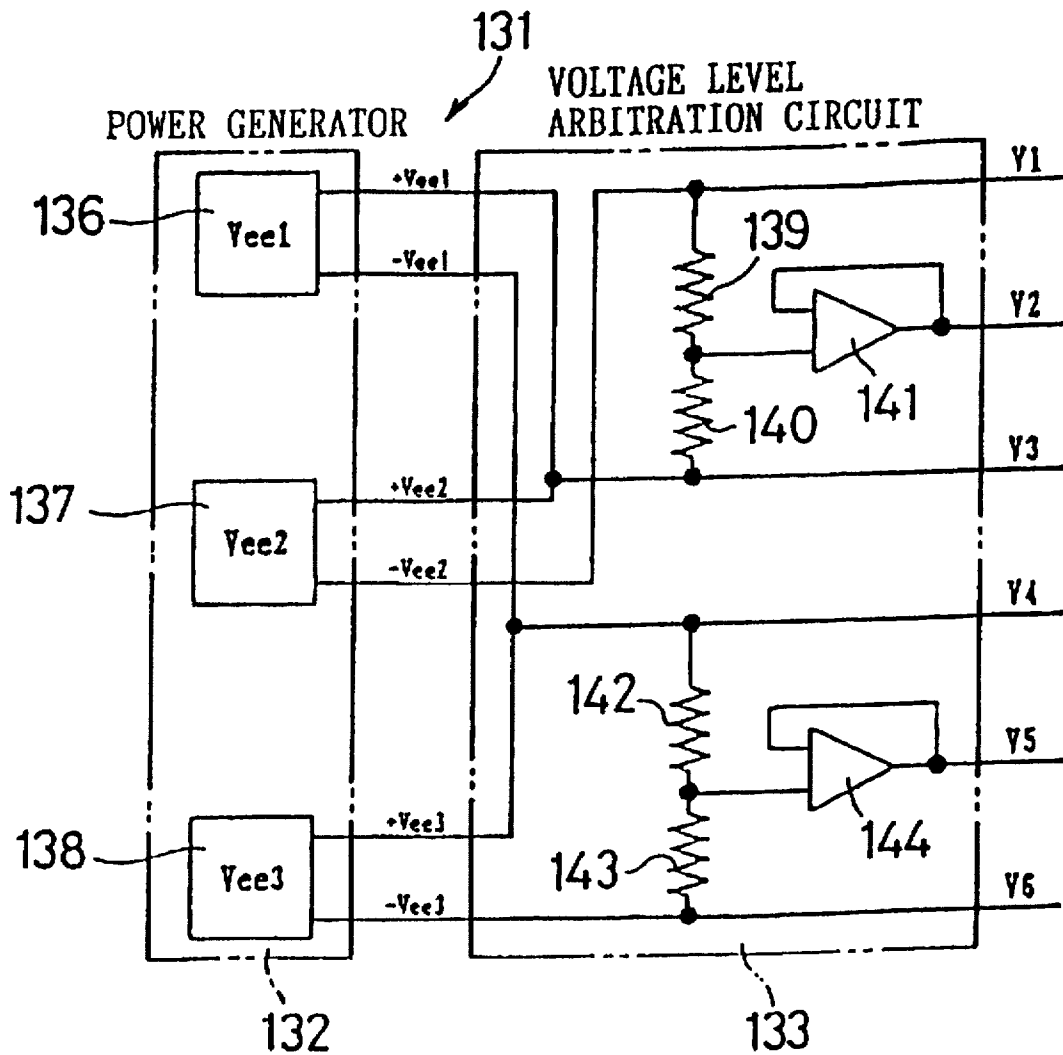 131
POWER GENERATOR
VOLTAGE LEVEL
ARBITRATION CIRCUIT
136
Vee1
+Vee1
-Vee1
V1
139
V2
141
140
V3
137
Vee2
+Vee2
-Vee2
V4
142
V5
144
143
138
Vee3
+Vee3
-Vee3
V6
132
133